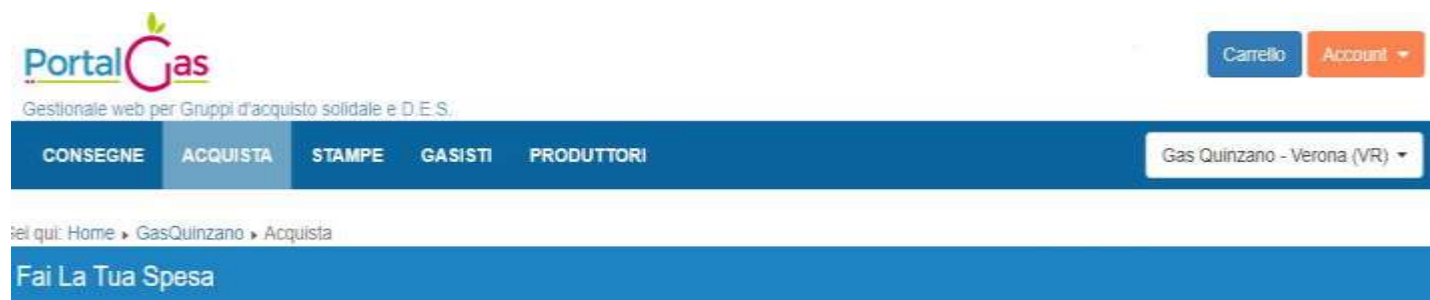 PortalGas
Carrello
Account
Gestionale web per Gruppi d'acquisto solidale e D.E.S.
CONSEGNE ACQUISTA STAMPE GASISTI PRODUTTORI
Gas Quinzano - Verona (VR)
Sei qui: Home ▸ GasQuinzano ▸ Acquista
Fai La Tua Spesa